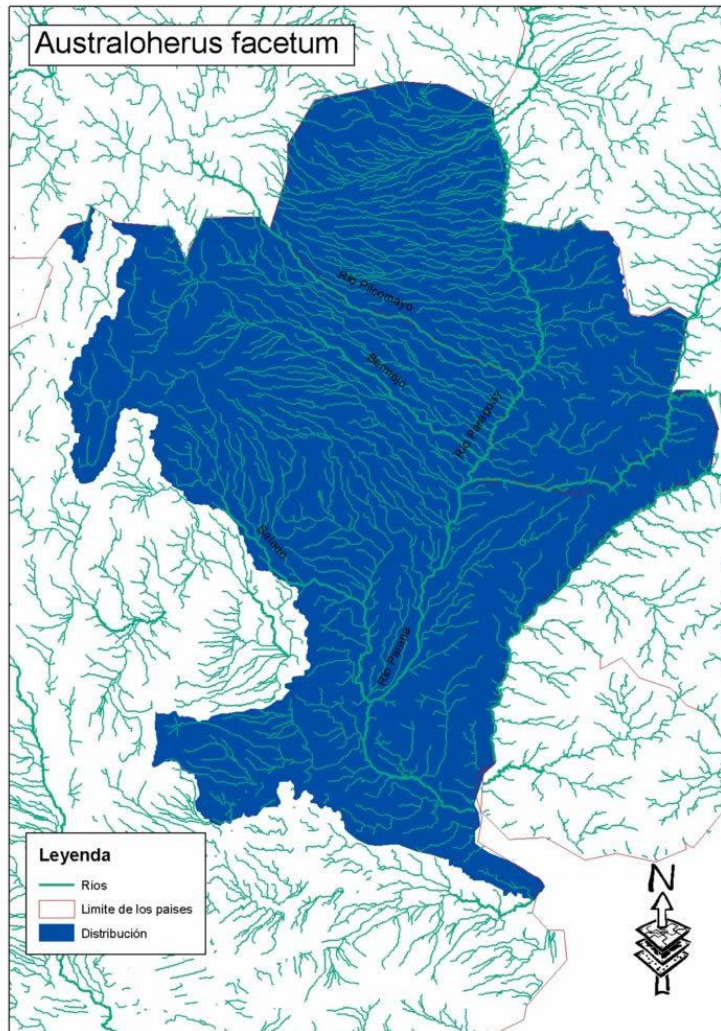 Australoherus facetum
Río Pilcomayo
Bermejo
Río Paraguay
Salado
Río Paraná
Leyenda
Ríos
Limite de los paises
Distribución
N